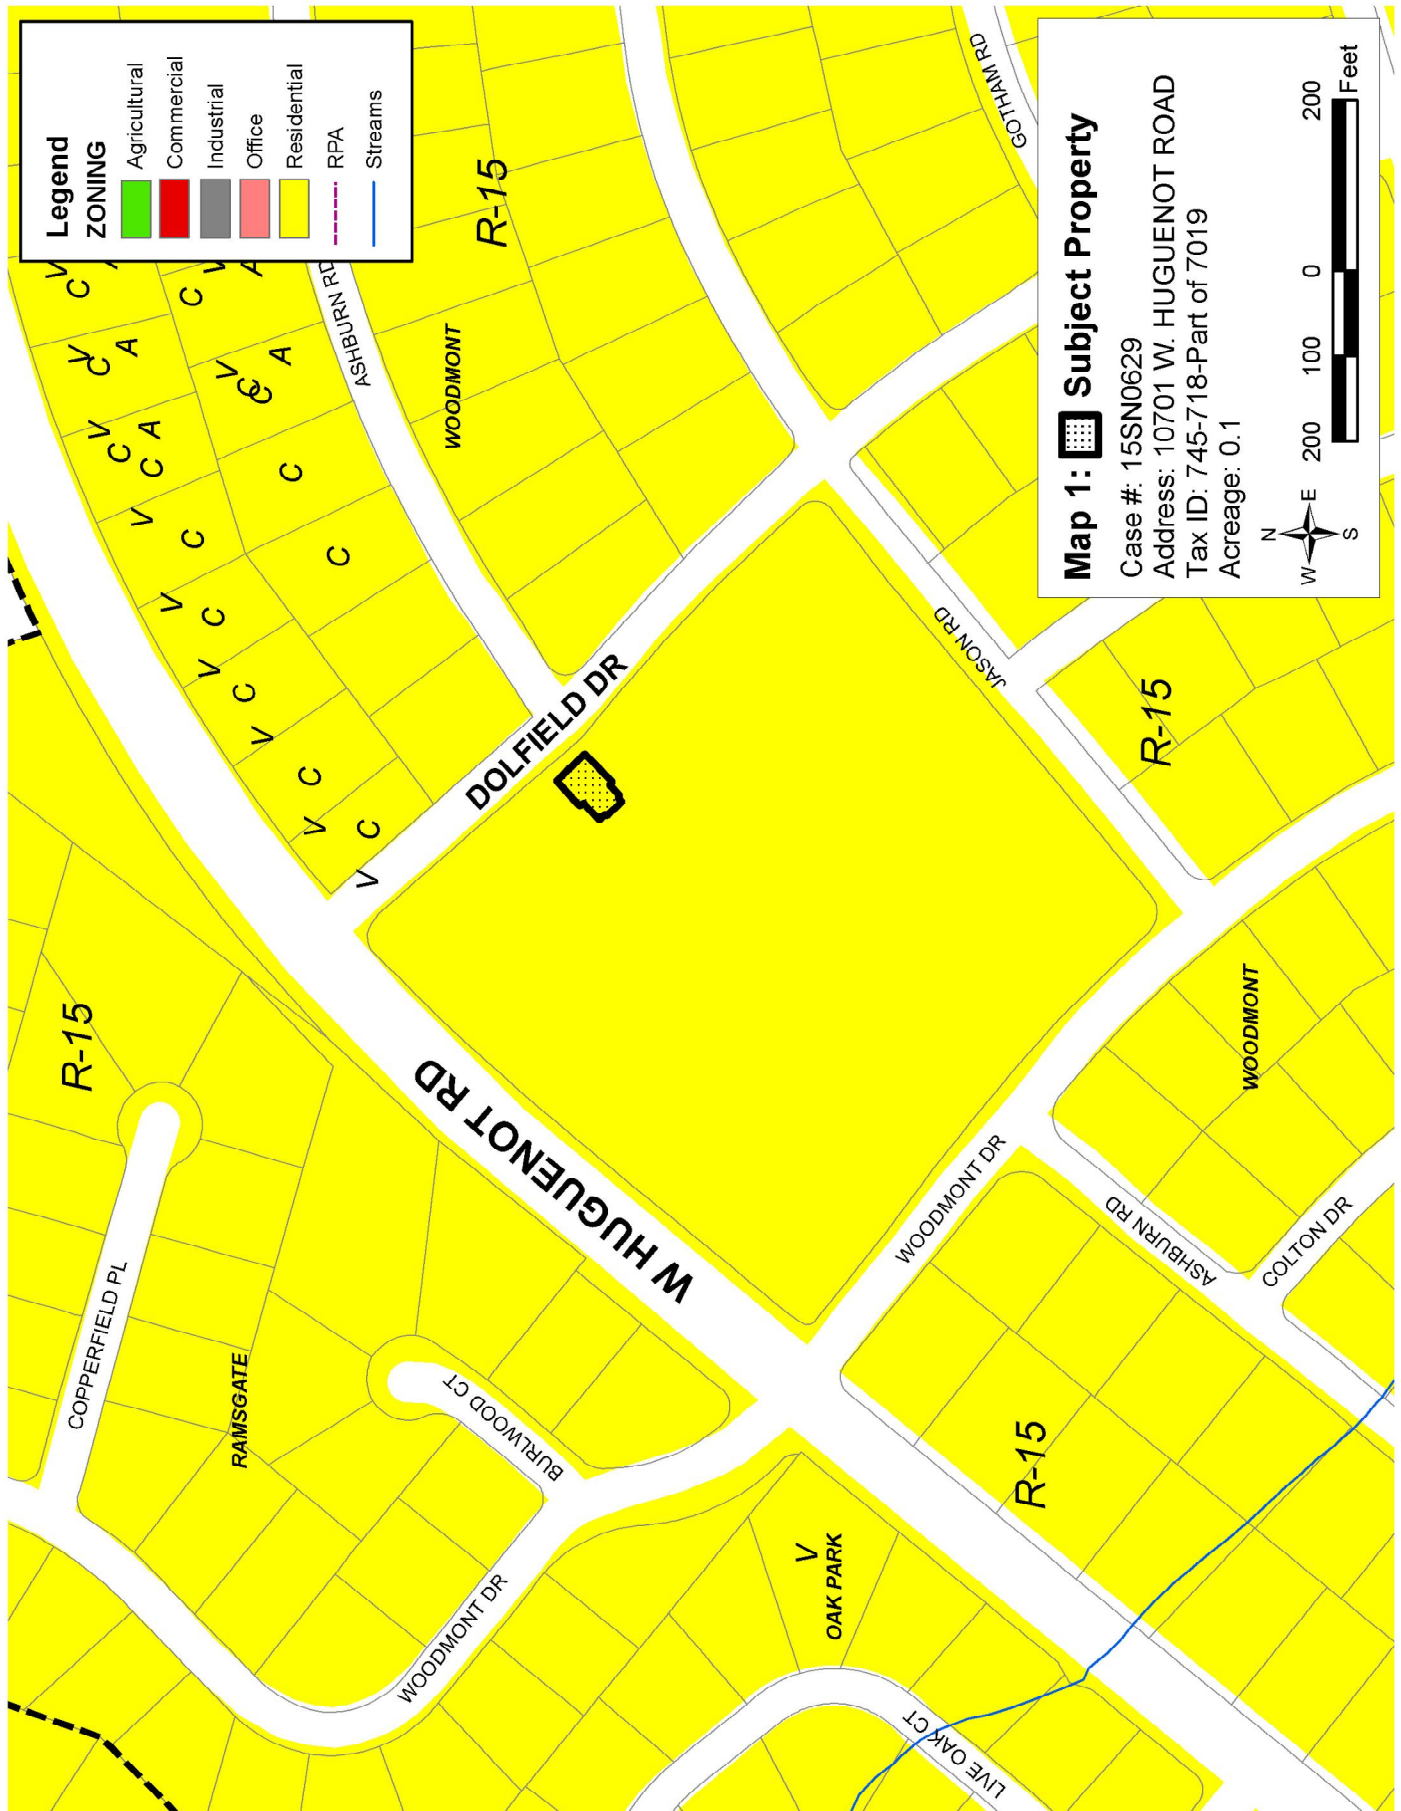 Legend
ZONING
Agricultural
Commercial
Industrial
Office
Residential
RPA
Streams
R-15
COPPERFIELD PL
RAMSGATE
V
C
V
C
A
V
C
A
C
V
C
V
C
V
C
V
C
V
C
V
C
V
C
V
C
C
A
C
C
ASHBURN RD
R-15
WOODMONT
WOODMONT DR
BURLWOOD CT
W HUGUENOT RD
DOLFIELD DR
V
OAK PARK
LIVE OAK CT
R-15
WOODMONT DR
JASON RD
GOTHAM RD
ASHBURN RD
COLTON DR
WOODMONT
R-15
Map 1: Subject Property
Case #: 15SN0629
Address: 10701 W. HUGUENOT ROAD
Tax ID: 745-718-Part of 7019
Acreage: 0.1
N
W E
S
200 100 0 200
Feet